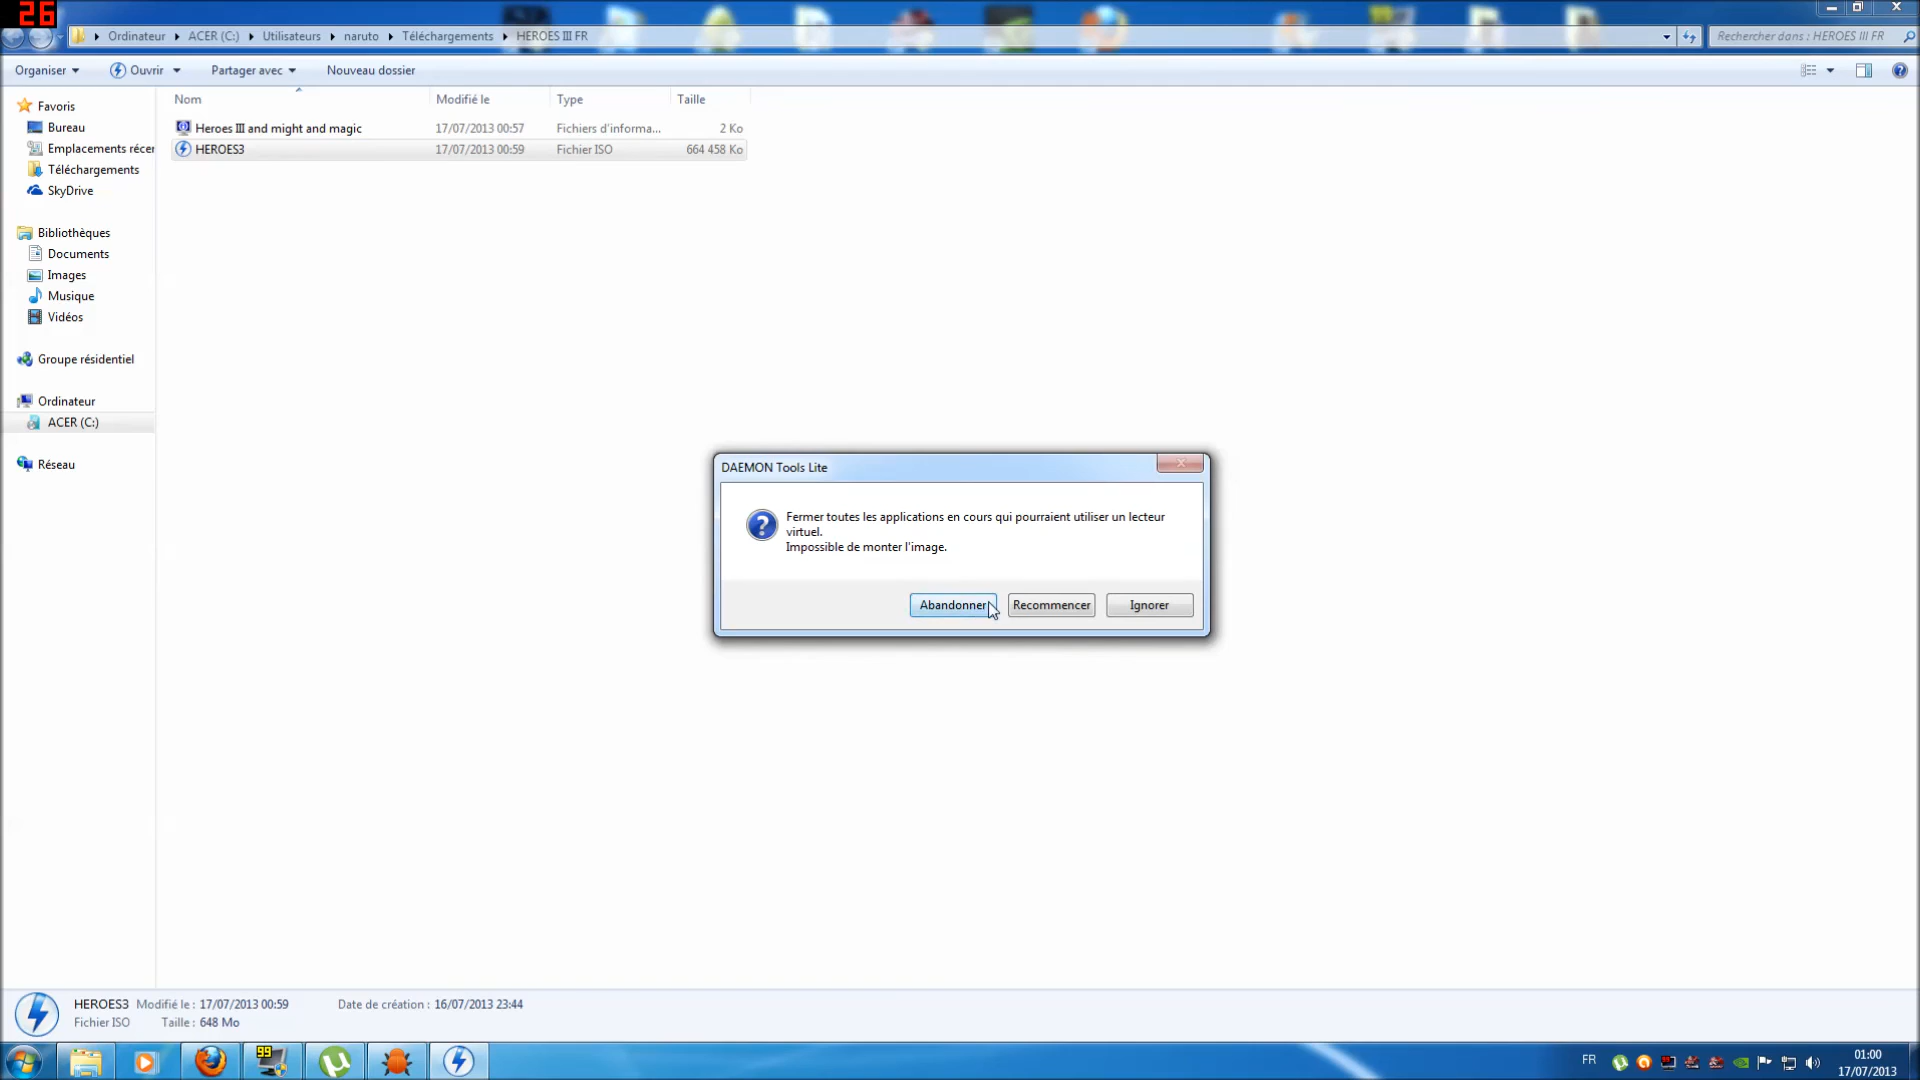 26
Ordinateur ACER (C:) Utilisateurs naruto Téléchargements HEROES III FR
Rechercher dans : HEROES III FR
Organiser Ouvrir Partager avec Nouveau dossier
Nom Modifié le Type Taille
Heroes III and might and magic 17/07/2013 00:57 Fichiers d'informa... 2 Ko
HEROES3 17/07/2013 00:59 Fichier ISO 664 458 Ko
Favoris
Bureau
Emplacements récer
Téléchargements
SkyDrive
Bibliothèques
Documents
Images
Musique
Vidéos
Groupe résidentiel
Ordinateur
ACER (C:)
Réseau
DAEMON Tools Lite
Fermer toutes les applications en cours qui pourraient utiliser un lecteur
virtuel.
Impossible de monter l'image.
Abandonner Recommencer Ignorer
HEROES3 Modifié le : 17/07/2013 00:59 Date de création : 16/07/2013 23:44
Fichier ISO Taille : 648 Mo
99
FR
01:00
17/07/2013